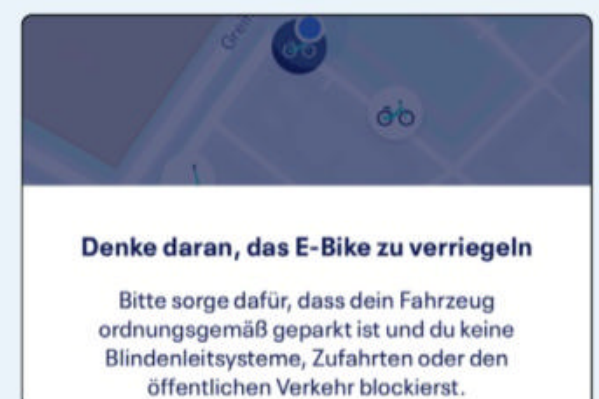 Denke daran, das E-Bike zu verriegeln
Bitte sorge dafür, dass dein Fahrzeug
ordnungsgemäß geparkt ist und du keine
Blindenleitsysteme, Zufahrten oder den
öffentlichen Verkehr blockierst.